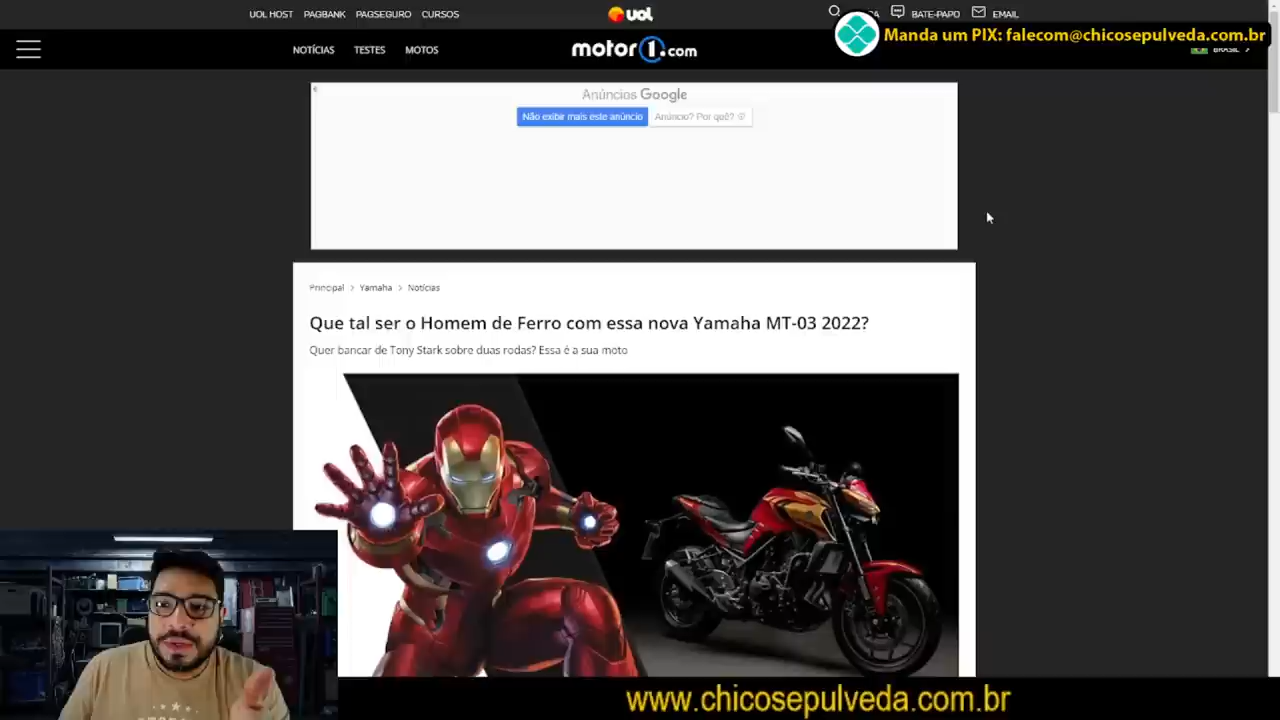 UOL HOST PAGBANK PAGSEGURO CURSOS
UOL
BATE-PAPO EMAIL
Manda um PIX: falecom@chicosepulveda.com.br
NOTÍCIAS TESTES MOTOS
motor1.com
BRASIL
Anúncios Google
Não exibir mais este anúncio Anúncio? Por quê?
Principal > Yamaha > Notícias
Que tal ser o Homem de Ferro com essa nova Yamaha MT-03 2022?
Quer bancar de Tony Stark sobre duas rodas? Essa é a sua moto
www.chicosepulveda.com.br